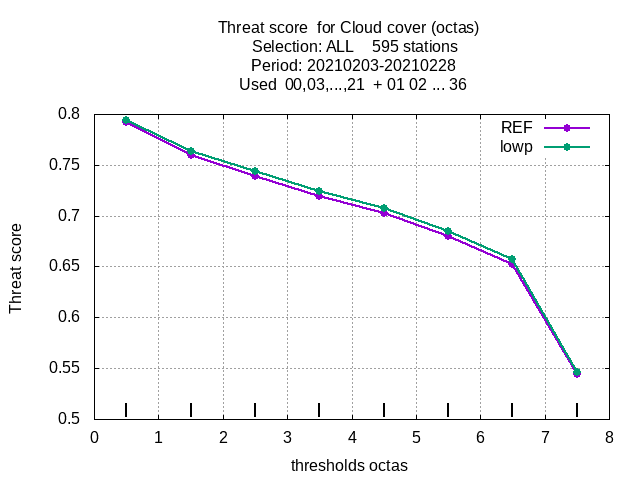 Threat score  for Cloud cover (octas)
Selection: ALL    595 stations
Period: 20210203-20210228
Used  00,03,...,21  + 01 02 ... 36
0.8
0.75
0.7
0.65
0.6
0.55
0.5
Threat score
REF
lowp
0 1 2 3 4 5 6 7 8
thresholds octas